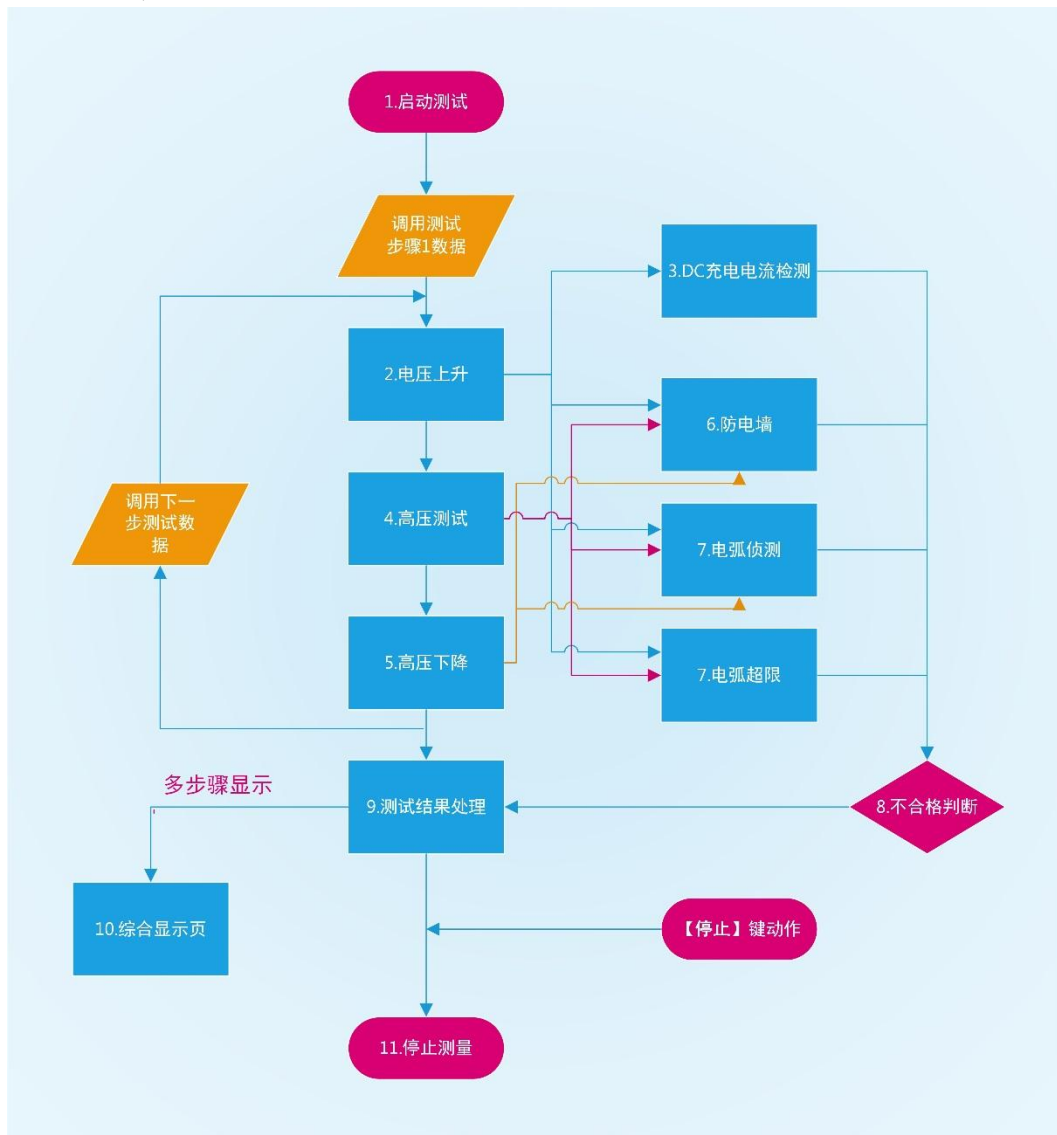 1.启动测试
调用测试
步骤1数据
3.DC充电电流检测
2.电压上升
6.防电墙
调用下一
步测试数
据
4.高压测试
7.电弧侦测
5.高压下降
7.电弧超限
多步骤显示
9.测试结果处理
8.不合格判断
10.综合显示页
【停止】键动作
11.停止测量